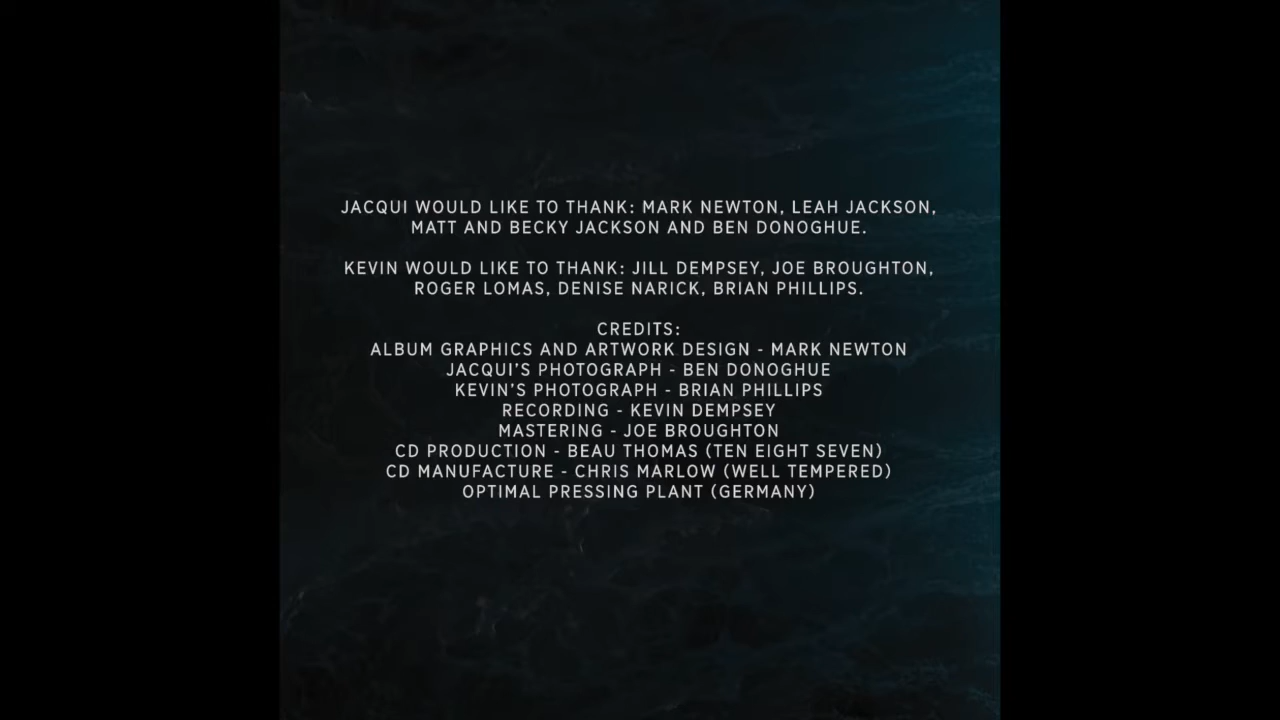 JACQUI WOULD LIKE TO THANK: MARK NEWTON, LEAH JACKSON,
MATT AND BECKY JACKSON AND BEN DONOGHUE.
KEVIN WOULD LIKE TO THANK: JILL DEMPSEY, JOE BROUGHTON,
ROGER LOMAS, DENISE NARICK, BRIAN PHILLIPS.
CREDITS:
ALBUM GRAPHICS AND ARTWORK DESIGN - MARK NEWTON
JACQUI’S PHOTOGRAPH - BEN DONOGHUE
KEVIN’S PHOTOGRAPH - BRIAN PHILLIPS
RECORDING - KEVIN DEMPSEY
MASTERING - JOE BROUGHTON
CD PRODUCTION - BEAU THOMAS (TEN EIGHT SEVEN)
CD MANUFACTURE - CHRIS MARLOW (WELL TEMPERED)
OPTIMAL PRESSING PLANT (GERMANY)